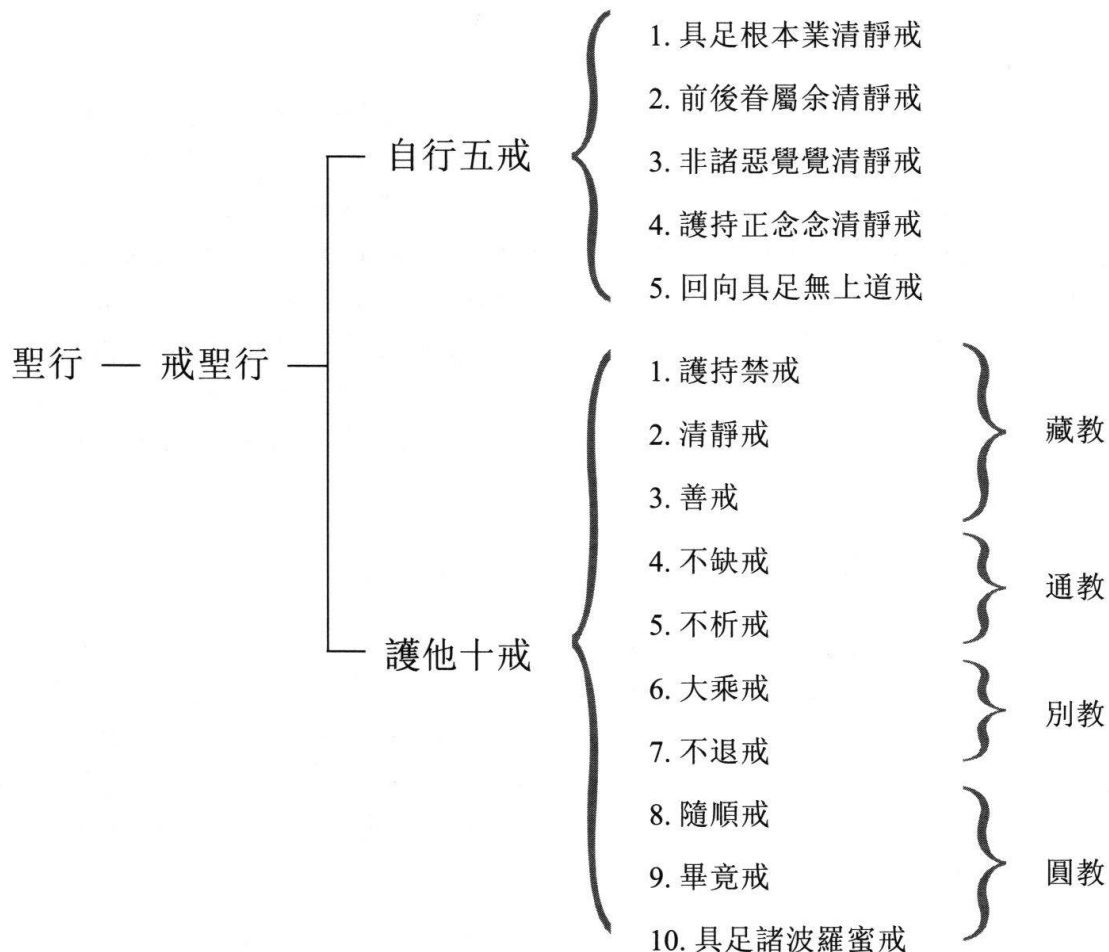 聖行 — 戒聖行
自行五戒
1. 具足根本業清靜戒
2. 前後眷屬余清靜戒
3. 非諸惡覺覺清靜戒
4. 護持正念念清靜戒
5. 回向具足無上道戒
護他十戒
1. 護持禁戒
2. 清靜戒
3. 善戒
藏教
4. 不缺戒
5. 不析戒
通教
6. 大乘戒
7. 不退戒
別教
8. 隨順戒
9. 畢竟戒
10. 具足諸波羅蜜戒
圓教